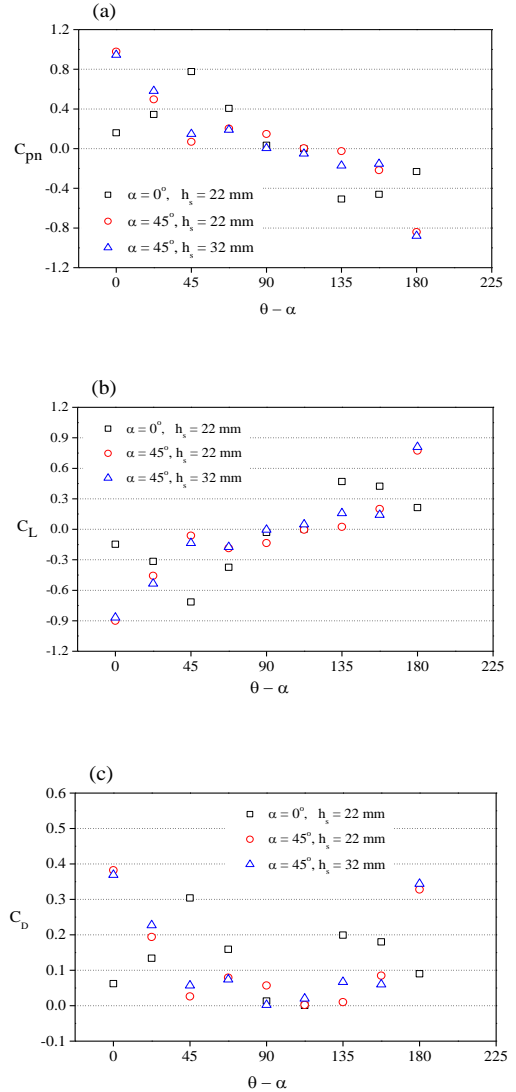 (a)
1.2
0.8
0.4
0.0
-0.4
-0.8
-1.2
C_pn
α = 0°, h_s = 22 mm
α = 45°, h_s = 22 mm
α = 45°, h_s = 32 mm
0 45 90 135 180 225
θ − α
(b)
1.2
0.9
0.6
0.3
0.0
-0.3
-0.6
-0.9
-1.2
C_L
α = 0°, h_s = 22 mm
α = 45°, h_s = 22 mm
α = 45°, h_s = 32 mm
0 45 90 135 180 225
θ − α
(c)
0.6
0.5
0.4
0.3
0.2
0.1
0.0
-0.1
C_D
α = 0°, h_s = 22 mm
α = 45°, h_s = 22 mm
α = 45°, h_s = 32 mm
0 45 90 135 180 225
θ − α